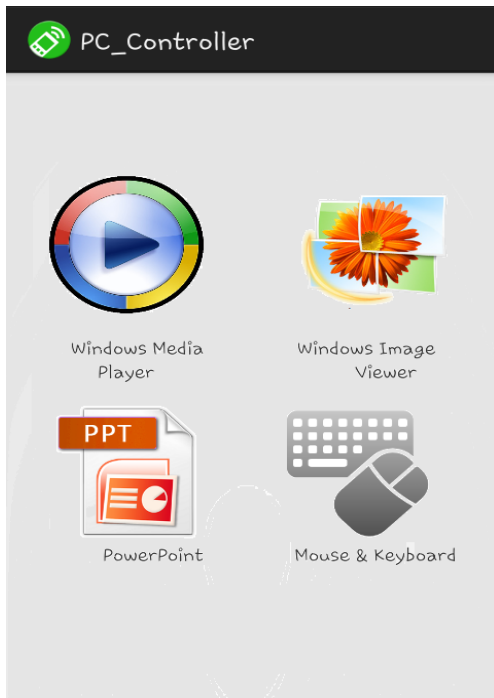 PC_Controller
Windows Media
Player
Windows Image
Viewer
PPT
PowerPoint
Mouse & Keyboard